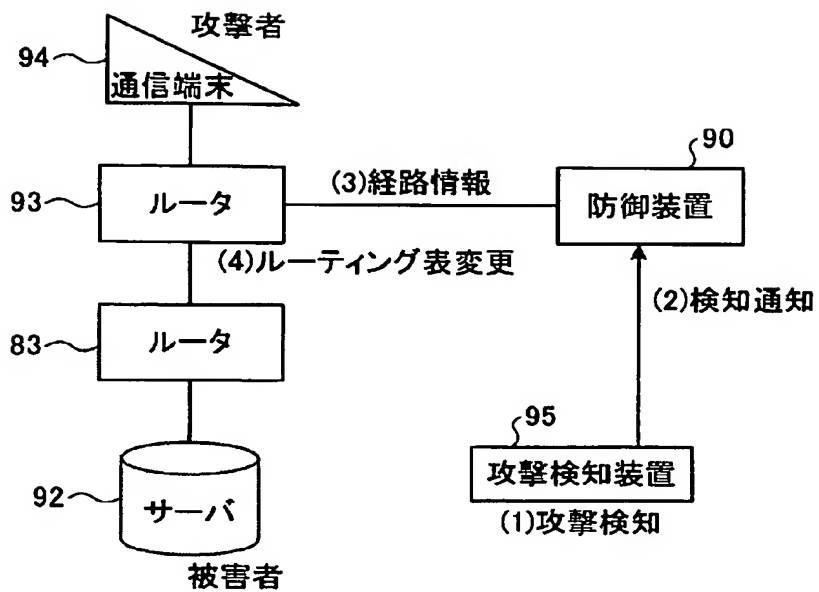 攻撃者
94
通信端末
90
93
ルータ
(3)経路情報
防御装置
(4)ルーティング表変更
(2)検知通知
83
ルータ
95
攻撃検知装置
92
サーバ
(1)攻撃検知
被害者